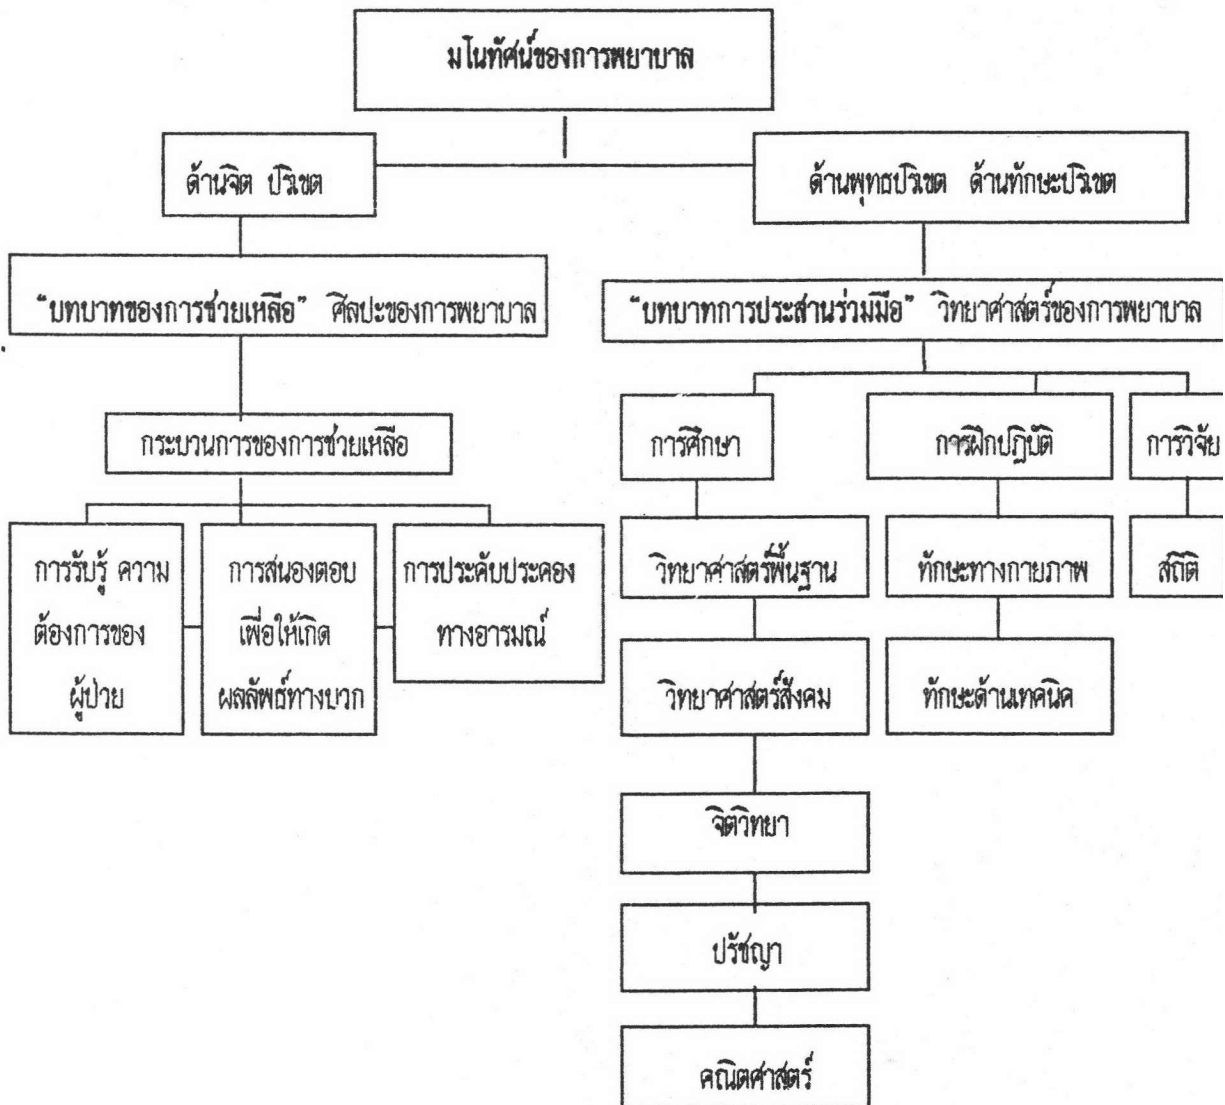 มโนทัศน์ของการพยาบาล
ด้านจิต ปริเขต
ด้านพุทธปริเขต ด้านทักษะปริเขต
"บทบาทของการช่วยเหลือ" ศิลปะของการพยาบาล
"บทบาทการประสานร่วมมือ" วิทยาศาสตร์ของการพยาบาล
กระบวนการของการช่วยเหลือ
การศึกษา
การฝึกปฏิบัติ
การวิจัย
การรับรู้ ความ
ต้องการของ
ผู้ป่วย
การสนองตอบ
เพื่อให้เกิด
ผลลัพธ์ทางบวก
การประคับประคอง
ทางอารมณ์
วิทยาศาสตร์พื้นฐาน
ทักษะทางกายภาพ
สถิติ
วิทยาศาสตร์สังคม
ทักษะด้านเทคนิค
จิตวิทยา
ปรัชญา
คณิตศาสตร์